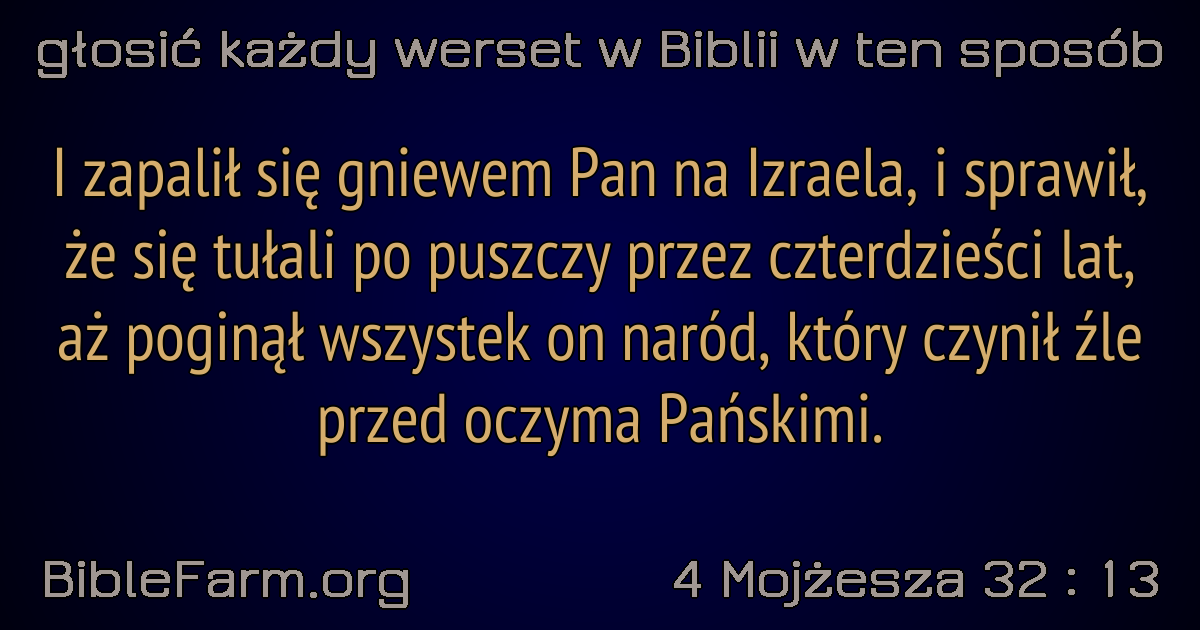 głosić każdy werset w Biblii w ten sposób
I zapalił się gniewem Pan na Izraela, i sprawił,
że się tułali po puszczy przez czterdzieści lat,
aż poginął wszystek on naród, który czynił źle
przed oczyma Pańskimi.
BibleFarm.org
4 Mojżesza 32 : 13